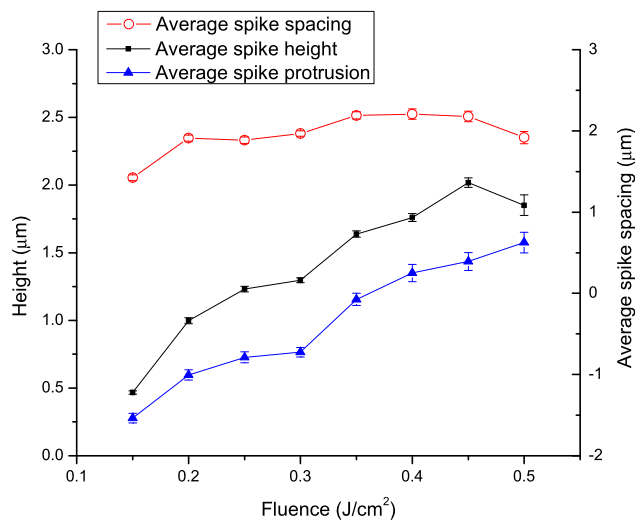 Average spike spacing
Average spike height
Average spike protrusion
3.0
2.5
2.0
1.5
1.0
0.5
0.0
Height (μm)
3
2
1
0
-1
-2
Average spike spacing (μm)
0.1 0.2 0.3 0.4 0.5
Fluence (J/cm²)